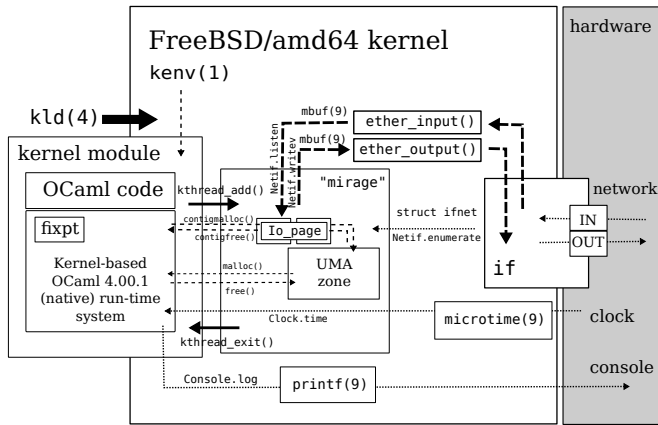 FreeBSD/amd64 kernel
hardware
kenv(1)
kld(4)
mbuf(9)
ether_input()
mbuf(9)
ether_output()
Netif.listen
Netif.writev
kernel module
OCaml code
kthread_add()
"mirage"
network
fixpt
contigmalloc()
contigfree()
Io_page
struct ifnet
Netif.enumerate
IN
OUT
if
Kernel-based
OCaml 4.00.1
(native) run-time
system
malloc()
free()
UMA
zone
Clock.time
microtime(9)
clock
kthread_exit()
Console.log
printf(9)
console